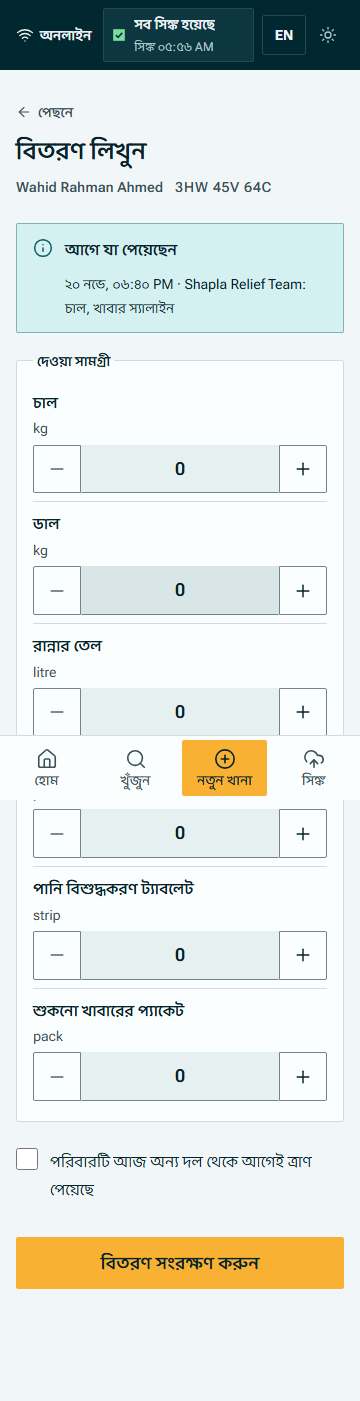 অনলাইন
সব সিঙ্ক হয়েছে
সিঙ্ক ০৫:৫৬ AM
EN
পেছনে
বিতরণ লিখুন
Wahid Rahman Ahmed 3HW 45V 64C
আগে যা পেয়েছেন
২০ নভে, ০৬:৪০ PM · Shapla Relief Team:
চাল, খাবার স্যালাইন
দেওয়া সামগ্রী
চাল
kg
0
ডাল
kg
0
রান্নার তেল
litre
0
হোম
খুঁজুন
নতুন খানা
সিঙ্ক
0
পানি বিশুদ্ধকরণ ট্যাবলেট
strip
0
শুকনো খাবারের প্যাকেট
pack
0
পরিবারটি আজ অন্য দল থেকে আগেই ত্রাণ
পেয়েছে
বিতরণ সংরক্ষণ করুন